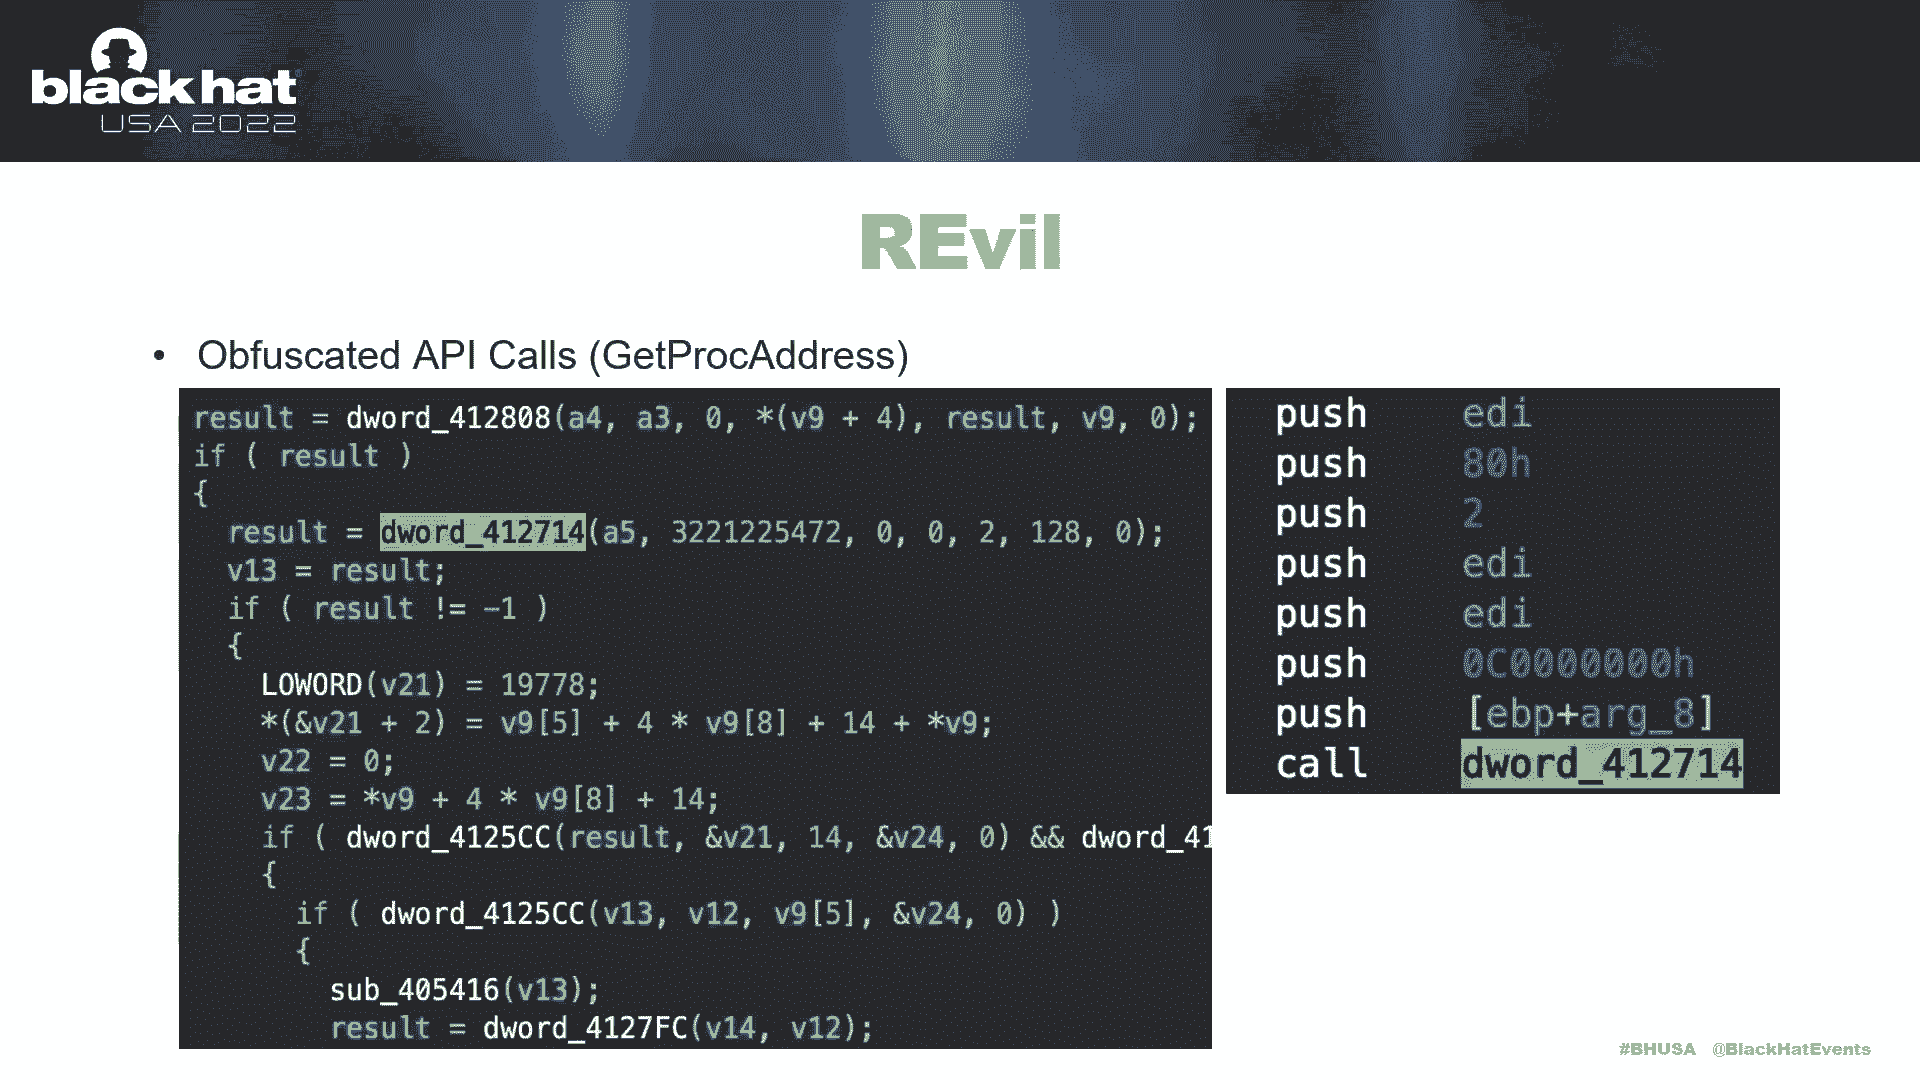 black hat
USA 2022
REvil
• Obfuscated API Calls (GetProcAddress)
result = dword_412808(a4, a3, 0, *(v9 + 4), result, v9, 0);
if ( result )
{
result = dword_412714(a5, 3221225472, 0, 0, 2, 128, 0);
v13 = result;
if ( result != -1 )
{
LOWORD(v21) = 19778;
*(&v21 + 2) = v9[5] + 4 * v9[8] + 14 + *v9;
v22 = 0;
v23 = *v9 + 4 * v9[8] + 14;
if ( dword_4125CC(result, &v21, 14, &v24, 0) && dword_41
{
if ( dword_4125CC(v13, v12, v9[5], &v24, 0) )
{
sub_405416(v13);
result = dword_4127FC(v14, v12);
push edi
push 80h
push 2
push edi
push edi
push 0C0000000h
push [ebp+arg_8]
call dword_412714
#BHUSA @BlackHatEvents